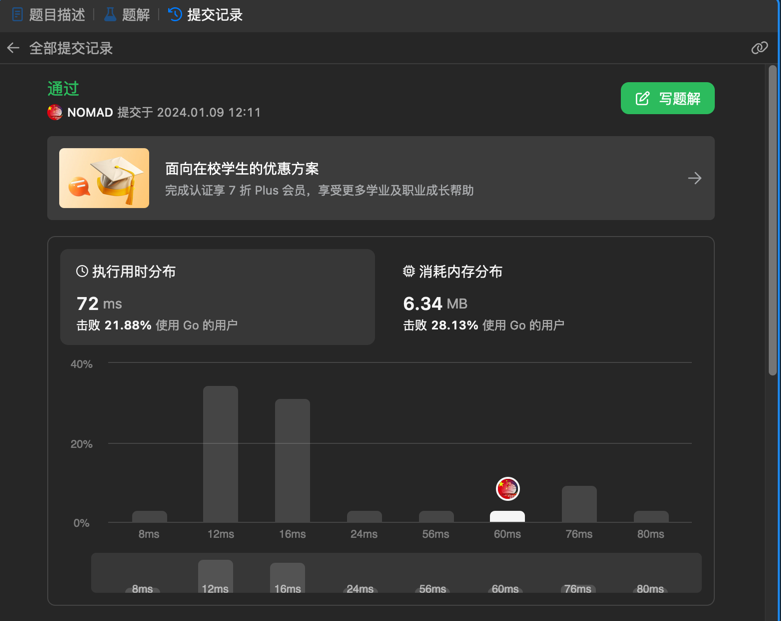 题目描述 题解 提交记录
全部提交记录
通过
NOMAD 提交于 2024.01.09 12:11
写题解
面向在校学生的优惠方案
完成认证享 7 折 Plus 会员，享受更多学业及职业成长帮助
执行用时分布
72 ms
击败 21.88% 使用 Go 的用户
消耗内存分布
6.34 MB
击败 28.13% 使用 Go 的用户
40%
20%
0%
8ms 12ms 16ms 24ms 56ms 60ms 76ms 80ms
8ms 12ms 16ms 24ms 56ms 60ms 76ms 80ms